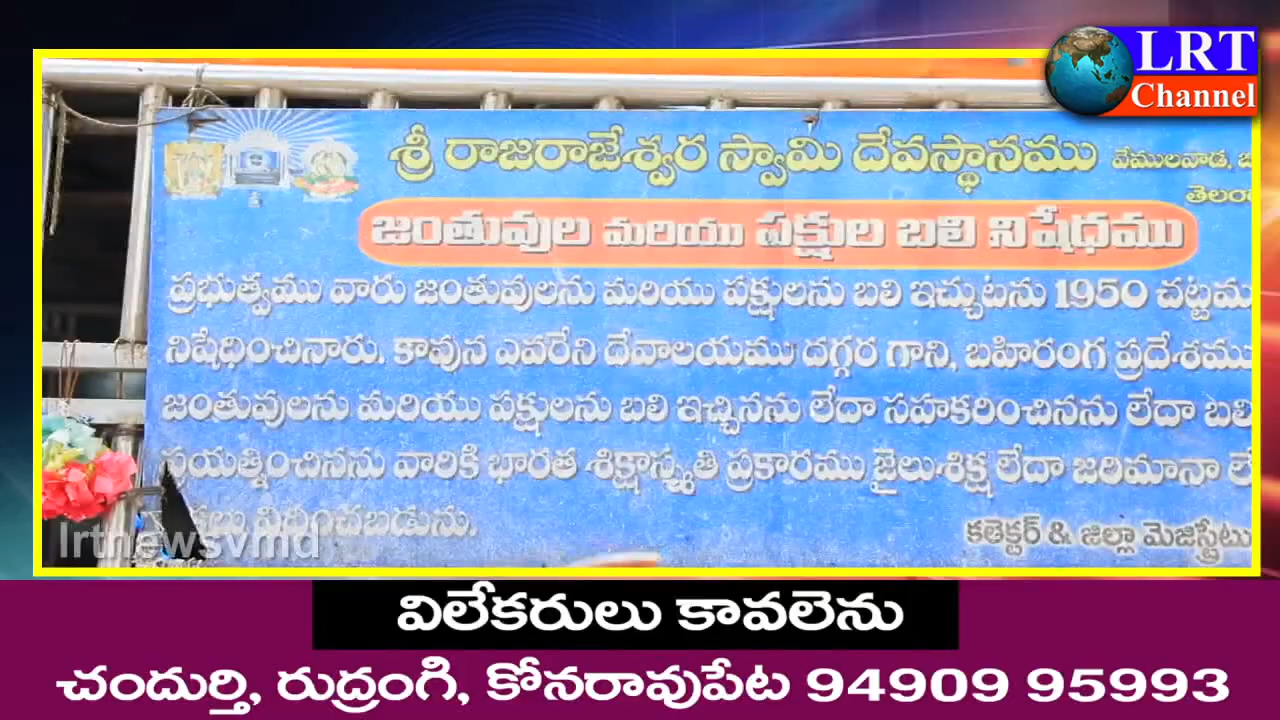 LRT
Channel
శ్రీ రాజరాజేశ్వర స్వామి దేవస్థానము వేములవాడ,
జంతువుల మరియు పక్షుల బలి నిషేధము
ప్రభుత్వము వారు జంతువులను మరియు పక్షులను బలి ఇచ్చుటను 1950 చట్టము
నిషేధించినారు. కావున ఎవరేని దేవాలయము దగ్గర గాని, బహిరంగ ప్రదేశము
జంతువులను మరియు పక్షులను బలి ఇచ్చినను లేదా సహకరించినను లేదా బలి
ప్రయత్నించినను వారికి భారత శిక్షాస్మృతి ప్రకారము జైలుశిక్ష లేదా జరిమానా లే
విధించబడును.
కలెక్టర్ & జిల్లా మెజిస్ట్రేటు
lrtnewsvmd
విలేకరులు కావలెను
చందుర్తి, రుద్రంగి, కోనరావుపేట 94909 95993